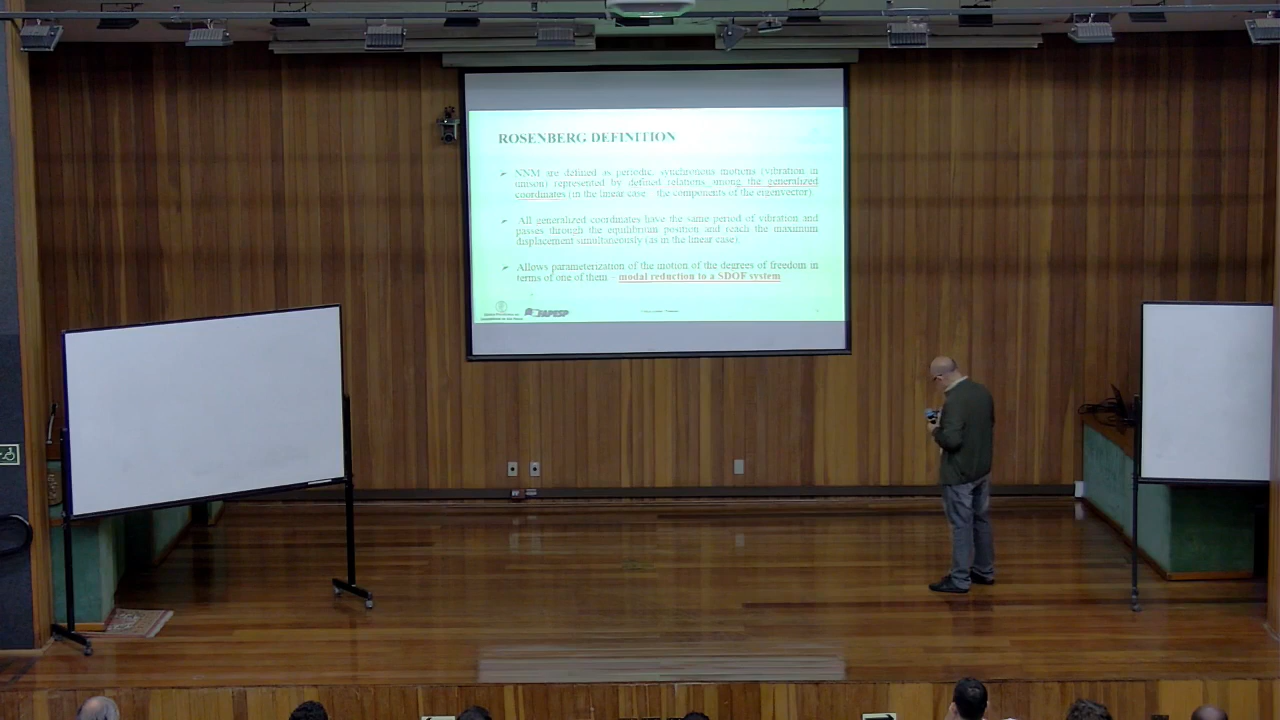 ROSENBERG DEFINITION
NNM are defined as periodic, synchronous motions (vibration in
unison) represented by defined relations among the generalized
coordinates (in the linear case the components of the eigenvector).
All generalized coordinates have the same period of vibration and
passes through the equilibrium position and reach the maximum
displacement simultaneously (as in the linear case).
Allows parameterization of the motion of the degrees of freedom in
terms of one of them – modal reduction to a SDOF system
FAPESP